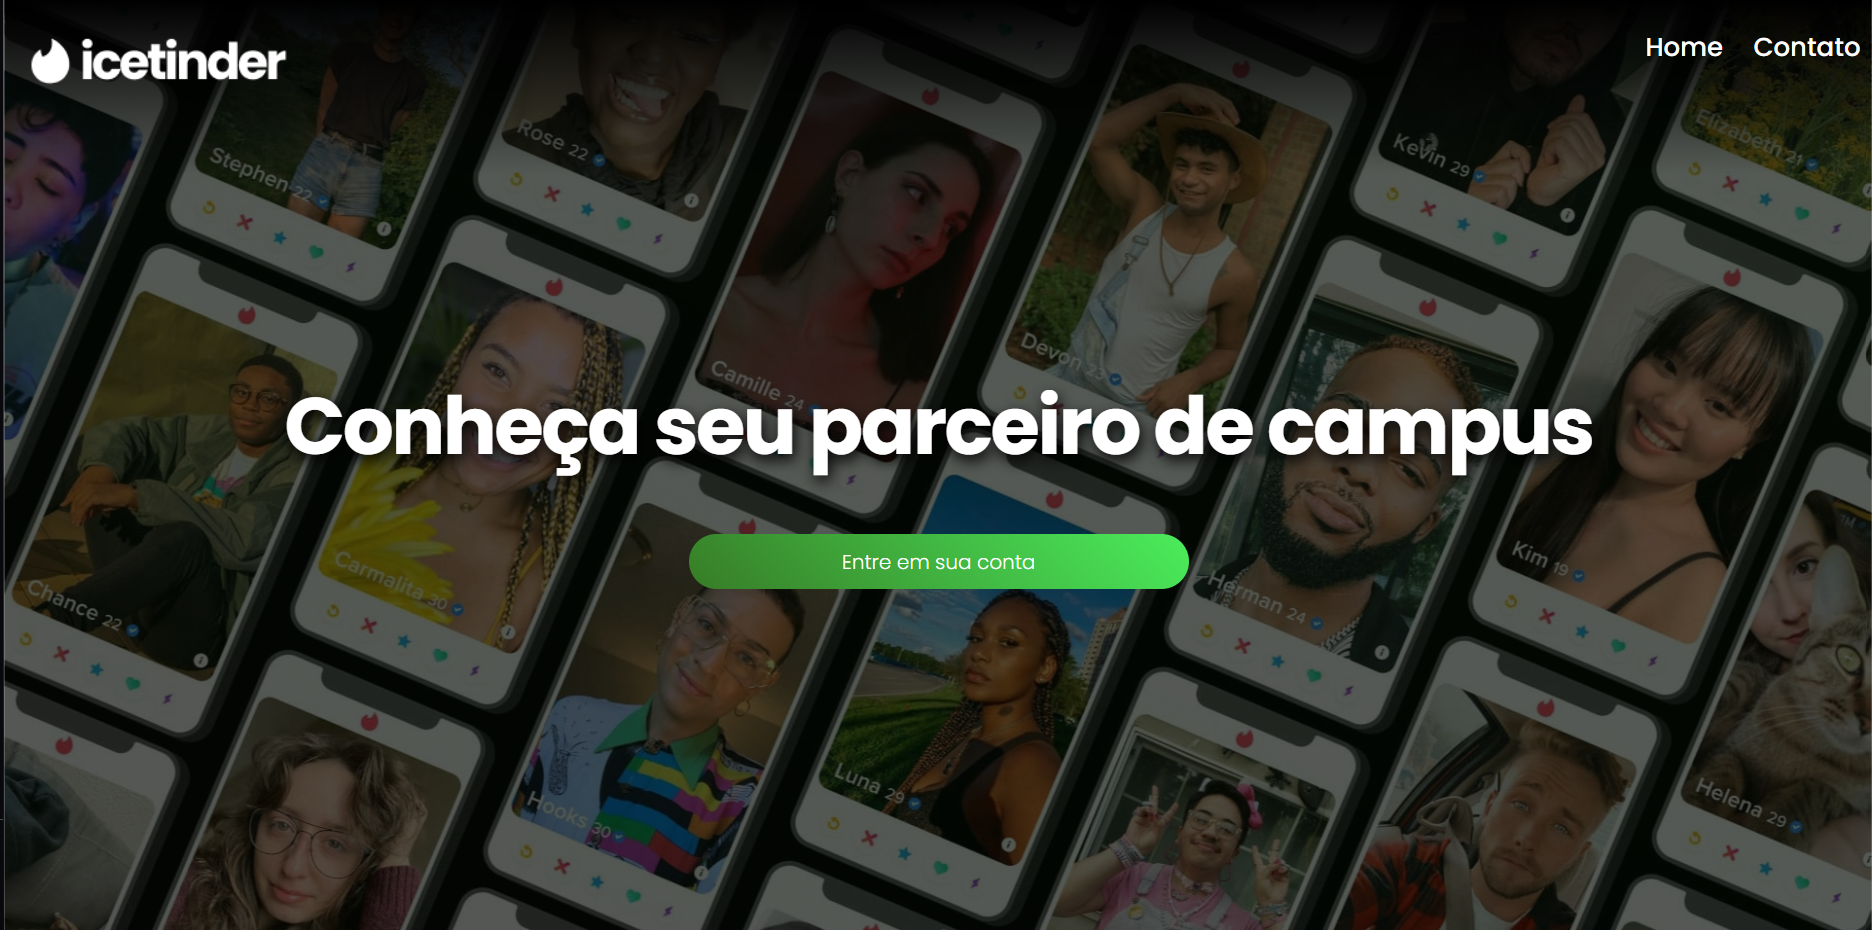 icetinder
Home Contato
Stephen 22
Rose 22
Kevin 29
Elizabeth 21
Camille 24
Devon 23
Conheça seu parceiro de campus
Entre em sua conta
Chance 22
Carmalita 30
Herman 24
Kim 19
Hooks 30
Luna 29
Helena 29